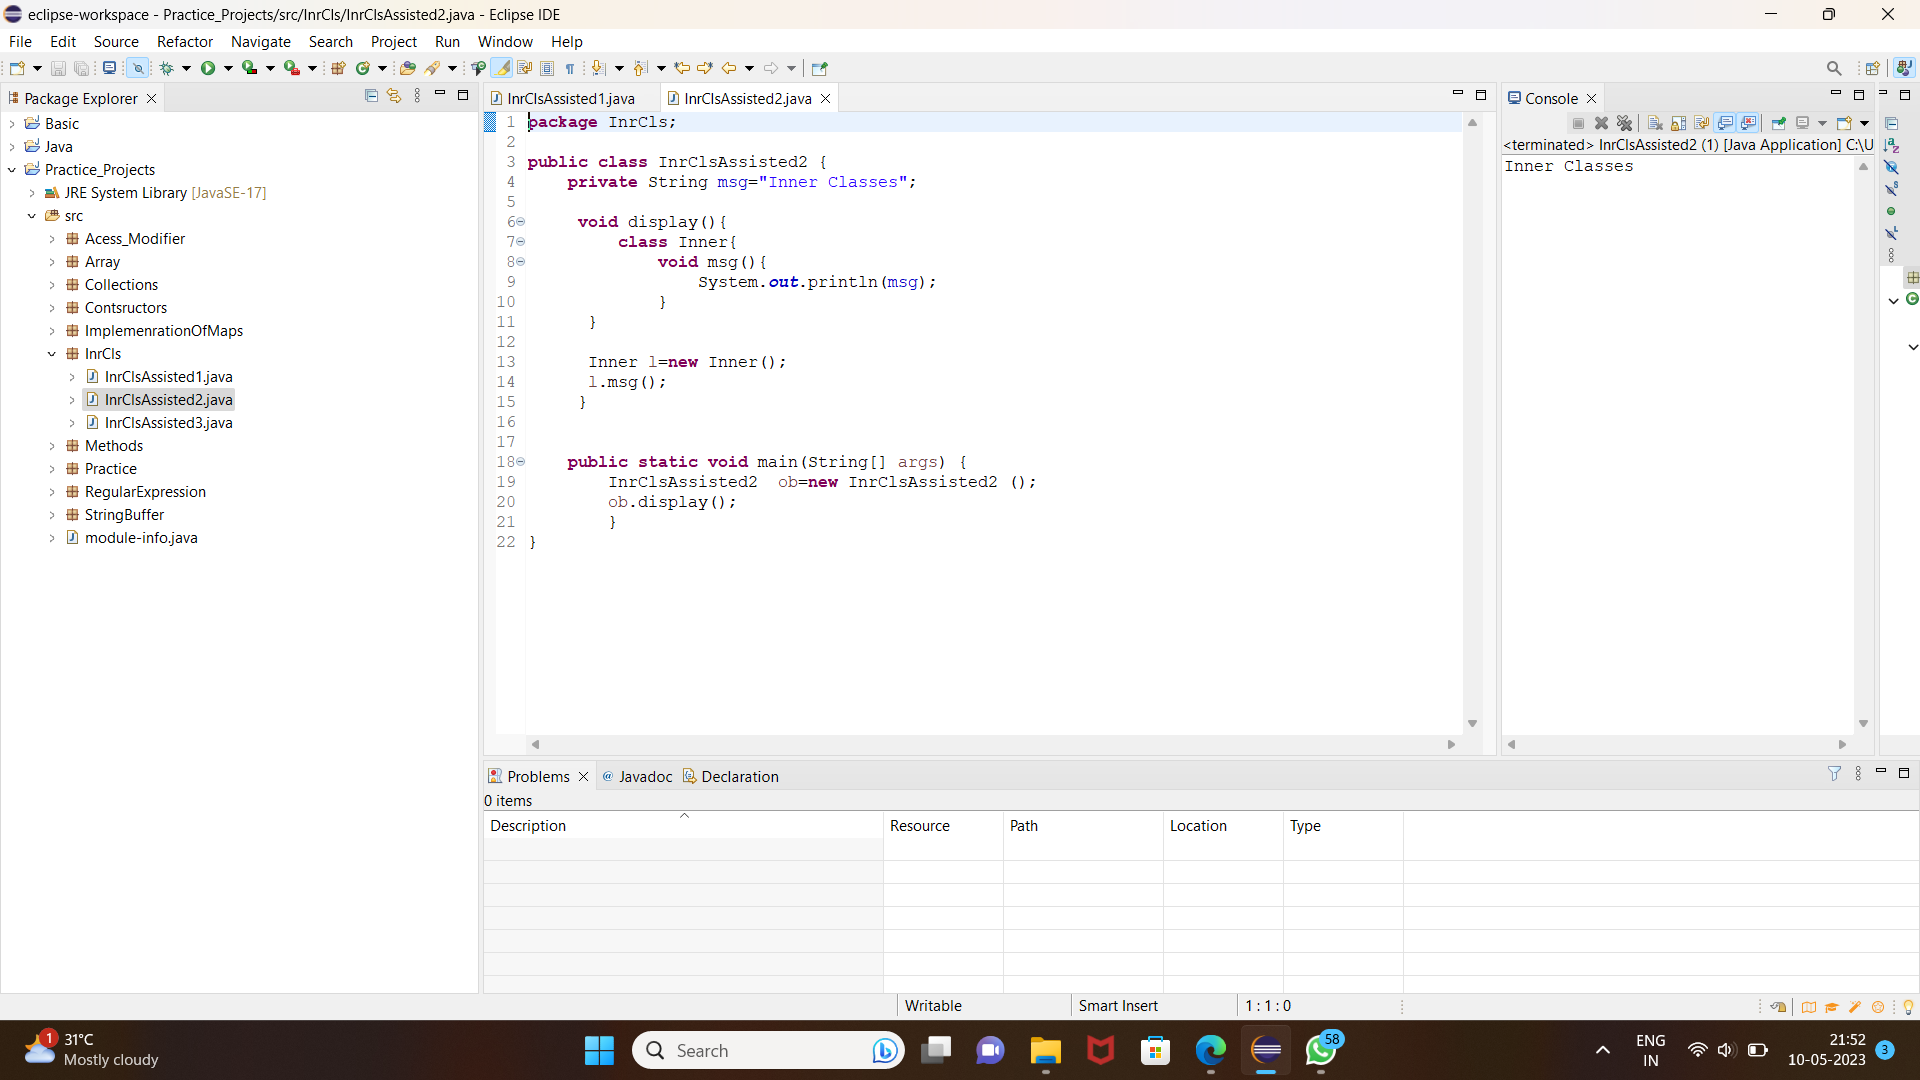 eclipse-workspace - Practice_Projects/src/InrCls/InrClsAssisted2.java - Eclipse IDE
File Edit Source Refactor Navigate Search Project Run Window Help
Package Explorer
Basic
Java
Practice_Projects
JRE System Library [JavaSE-17]
src
Acess_Modifier
Array
Collections
Contsructors
ImplemenrationOfMaps
InrCls
InrClsAssisted1.java
InrClsAssisted2.java
InrClsAssisted3.java
Methods
Practice
RegularExpression
StringBuffer
module-info.java
InrClsAssisted1.java InrClsAssisted2.java
1 package InrCls;
2
3 public class InrClsAssisted2 {
4 private String msg="Inner Classes";
5
6 void display(){
7 class Inner{
8 void msg(){
9 System.out.println(msg);
10 }
11 }
12
13 Inner l=new Inner();
14 l.msg();
15 }
16
17
18 public static void main(String[] args) {
19 InrClsAssisted2  ob=new InrClsAssisted2 ();
20 ob.display();
21 }
22 }
Console
<terminated> InrClsAssisted2 (1) [Java Application] C:\U
Inner Classes
Problems @ Javadoc Declaration
0 items
Description Resource Path Location Type
Writable Smart Insert 1 : 1 : 0
1
31°C
Mostly cloudy
Search
58
ENG
IN
21:52
10-05-2023
3